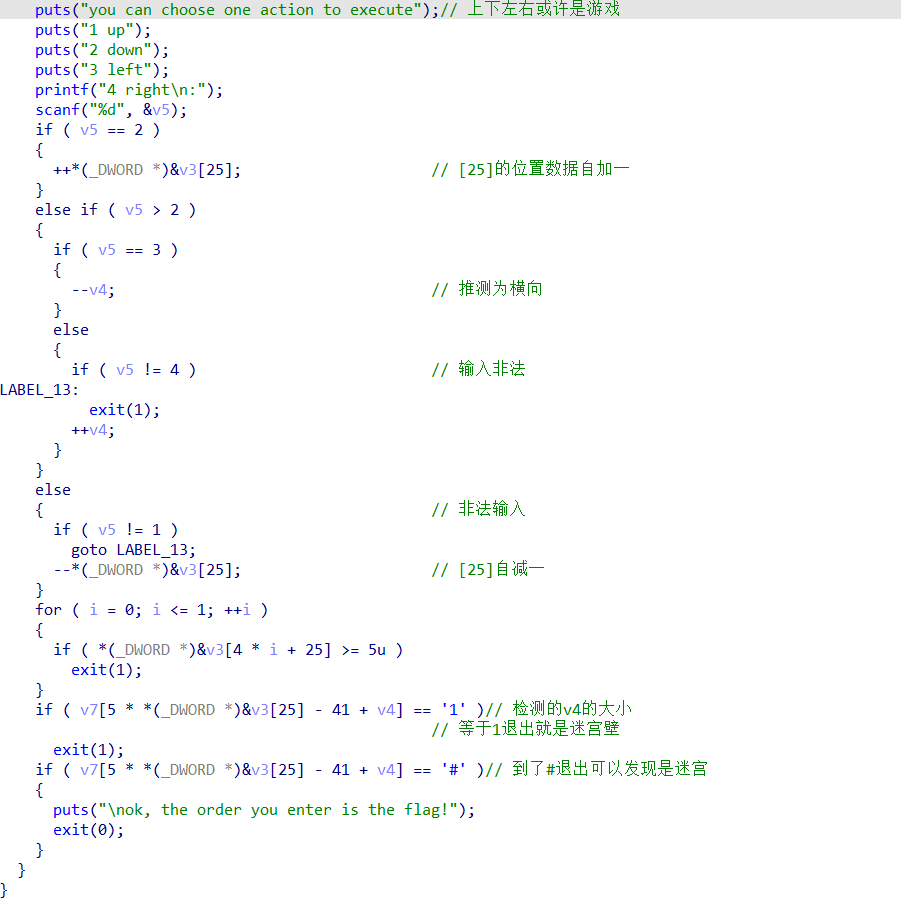 puts("you can choose one action to execute");// 上下左右或许是游戏
puts("1 up");
puts("2 down");
puts("3 left");
printf("4 right\n:");
scanf("%d", &v5);
if ( v5 == 2 )
{
++*(_DWORD *)&v3[25]; // [25]的位置数据自加一
}
else if ( v5 > 2 )
{
if ( v5 == 3 )
{
--v4; // 推测为横向
}
else
{
if ( v5 != 4 ) // 输入非法
LABEL_13:
exit(1);
++v4;
}
}
else
{ // 非法输入
if ( v5 != 1 )
goto LABEL_13;
--*(_DWORD *)&v3[25]; // [25]自减一
}
for ( i = 0; i <= 1; ++i )
{
if ( *(_DWORD *)&v3[4 * i + 25] >= 5u )
exit(1);
}
if ( v7[5 * *(_DWORD *)&v3[25] - 41 + v4] == '1' )// 检测的v4的大小
// 等于1退出就是迷宫壁
exit(1);
if ( v7[5 * *(_DWORD *)&v3[25] - 41 + v4] == '#' )// 到了#退出可以发现是迷宫
{
puts("\nok, the order you enter is the flag!");
exit(0);
}
}
}